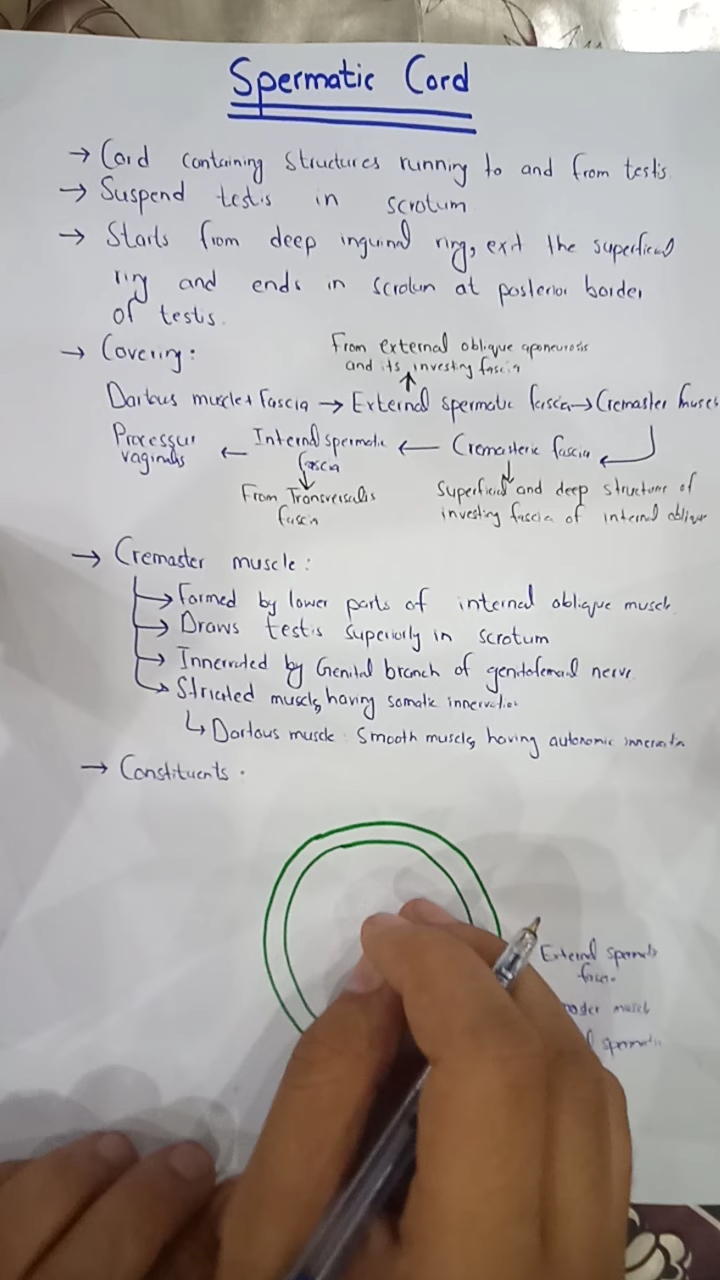 Spermatic Cord
→ Cord containing structures running to and from testis.
→ Suspend testis in scrotum
→ Starts from deep inguinal ring, exit the superficial
ring and ends in scrotum at posterior border
of testis.
→ Covering:
From external oblique aponeurosis
and its investing fascia
Dartous muscle + Fascia → External spermatic fascia → Cremaster muscle
Processur vaginalis ← Internal spermatic fascia ← Cremasteric fascia
From Transversalis
fascia
Superficial and deep structure of
investing fascia of internal oblique
→ Cremaster muscle:
→ Formed by lower parts of internal oblique muscle
→ Draws testis superiorly in scrotum
→ Innervated by Genital branch of genitofemoral nerve
→ Striated muscle, having somatic innervation
↳ Dartous muscle: Smooth muscle, having autonomic innervation
→ Constituents.
External spermatic
fascia
muscle
spermatic